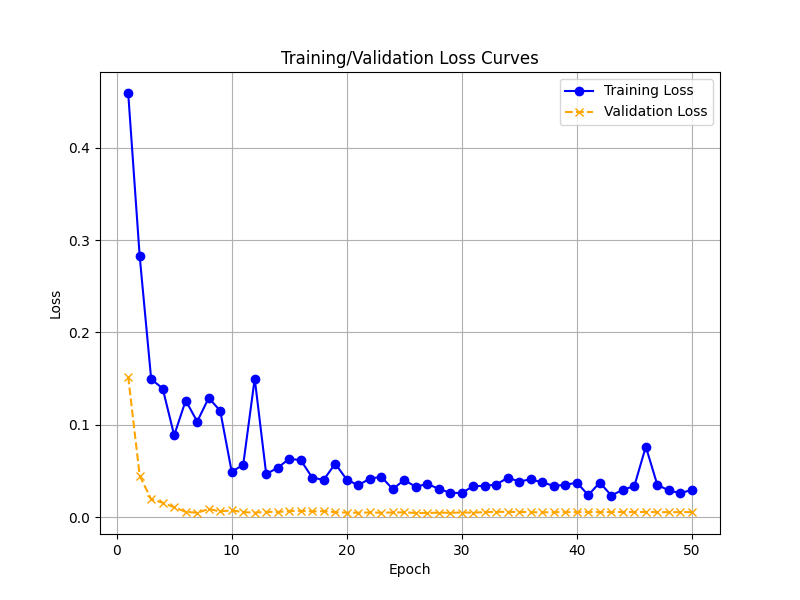 Training/Validation Loss Curves
Training Loss
Validation Loss
0.4
0.3
0.2
0.1
0.0
Loss
0 10 20 30 40 50
Epoch